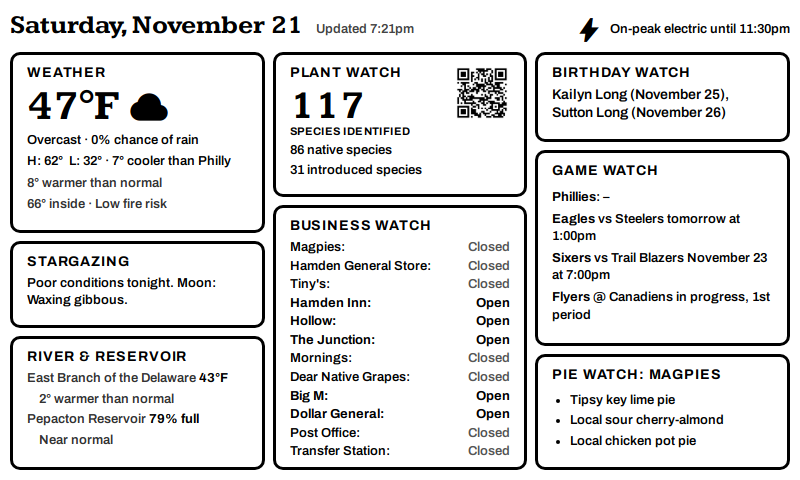 Saturday, November 21 Updated 7:21pm
On-peak electric until 11:30pm
WEATHER
47°F
Overcast · 0% chance of rain
H: 62° L: 32° · 7° cooler than Philly
8° warmer than normal
66° inside · Low fire risk
STARGAZING
Poor conditions tonight. Moon:
Waxing gibbous.
RIVER & RESERVOIR
East Branch of the Delaware 43°F
2° warmer than normal
Pepacton Reservoir 79% full
Near normal
PLANT WATCH
117
SPECIES IDENTIFIED
86 native species
31 introduced species
BUSINESS WATCH
Magpies: Closed
Hamden General Store: Closed
Tiny's: Closed
Hamden Inn: Open
Hollow: Open
The Junction: Open
Mornings: Closed
Dear Native Grapes: Closed
Big M: Open
Dollar General: Open
Post Office: Closed
Transfer Station: Closed
BIRTHDAY WATCH
Kailyn Long (November 25),
Sutton Long (November 26)
GAME WATCH
Phillies: –
Eagles vs Steelers tomorrow at
1:00pm
Sixers vs Trail Blazers November 23
at 7:00pm
Flyers @ Canadiens in progress, 1st
period
PIE WATCH: MAGPIES
• Tipsy key lime pie
• Local sour cherry-almond
• Local chicken pot pie